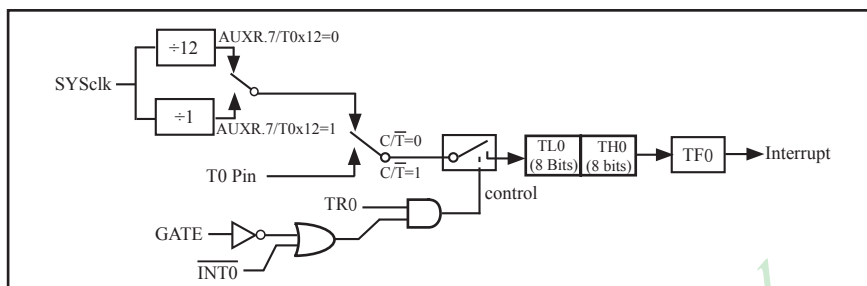 ÷12
AUXR.7/T0x12=0
SYSclk
÷1
AUXR.7/T0x12=1
C/T̅=0
C/T̅=1
TL0
(8 Bits)
TH0
(8 bits)
TF0
Interrupt
T0 Pin
control
TR0
GATE
I̅N̅T̅0̅